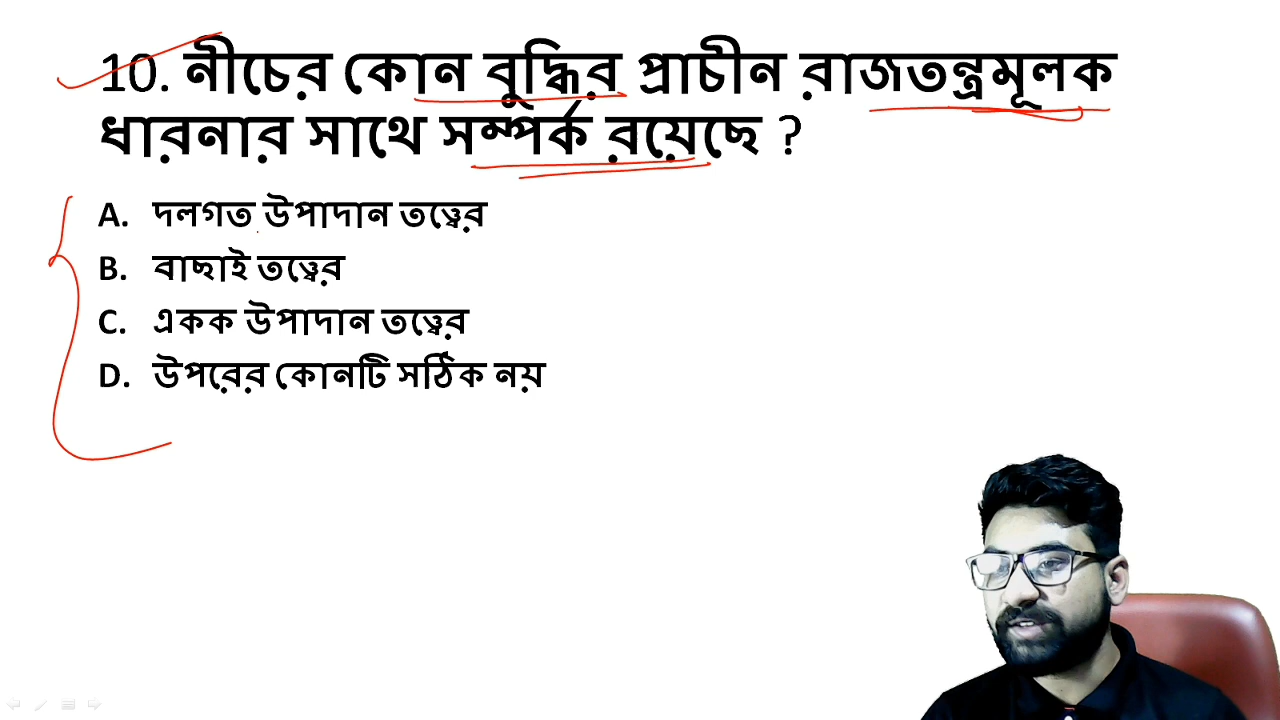 10. নীচের কোন বুদ্ধির প্রাচীন রাজতন্ত্রমূলক
ধারনার সাথে সম্পর্ক রয়েছে ?
A. দলগত উপাদান তত্ত্বের
B. বাছাই তত্ত্বের
C. একক উপাদান তত্ত্বের
D. উপরের কোনটি সঠিক নয়